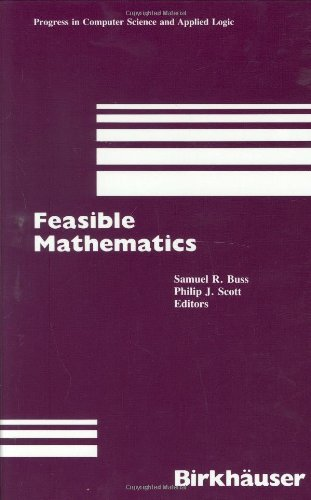 Progress in Computer Science and Applied Logic
Feasible
Mathematics
Samuel R. Buss
Philip J. Scott
Editors
Birkhäuser